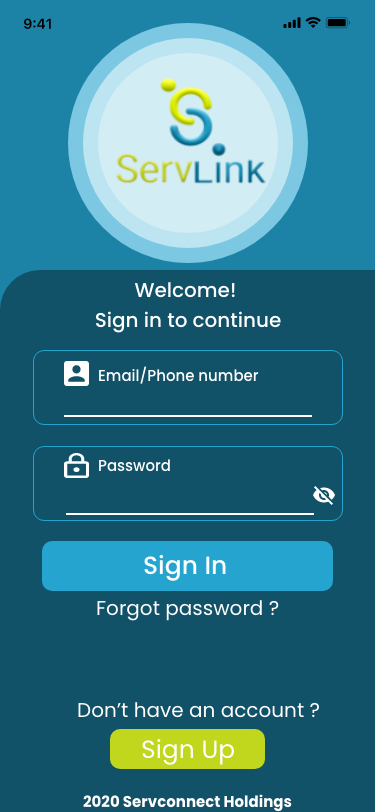 9:41
ServLink
Welcome!
Sign in to continue
Email/Phone number
Password
Sign In
Forgot password ?
Don’t have an account ?
Sign Up
2020 Servconnect Holdings